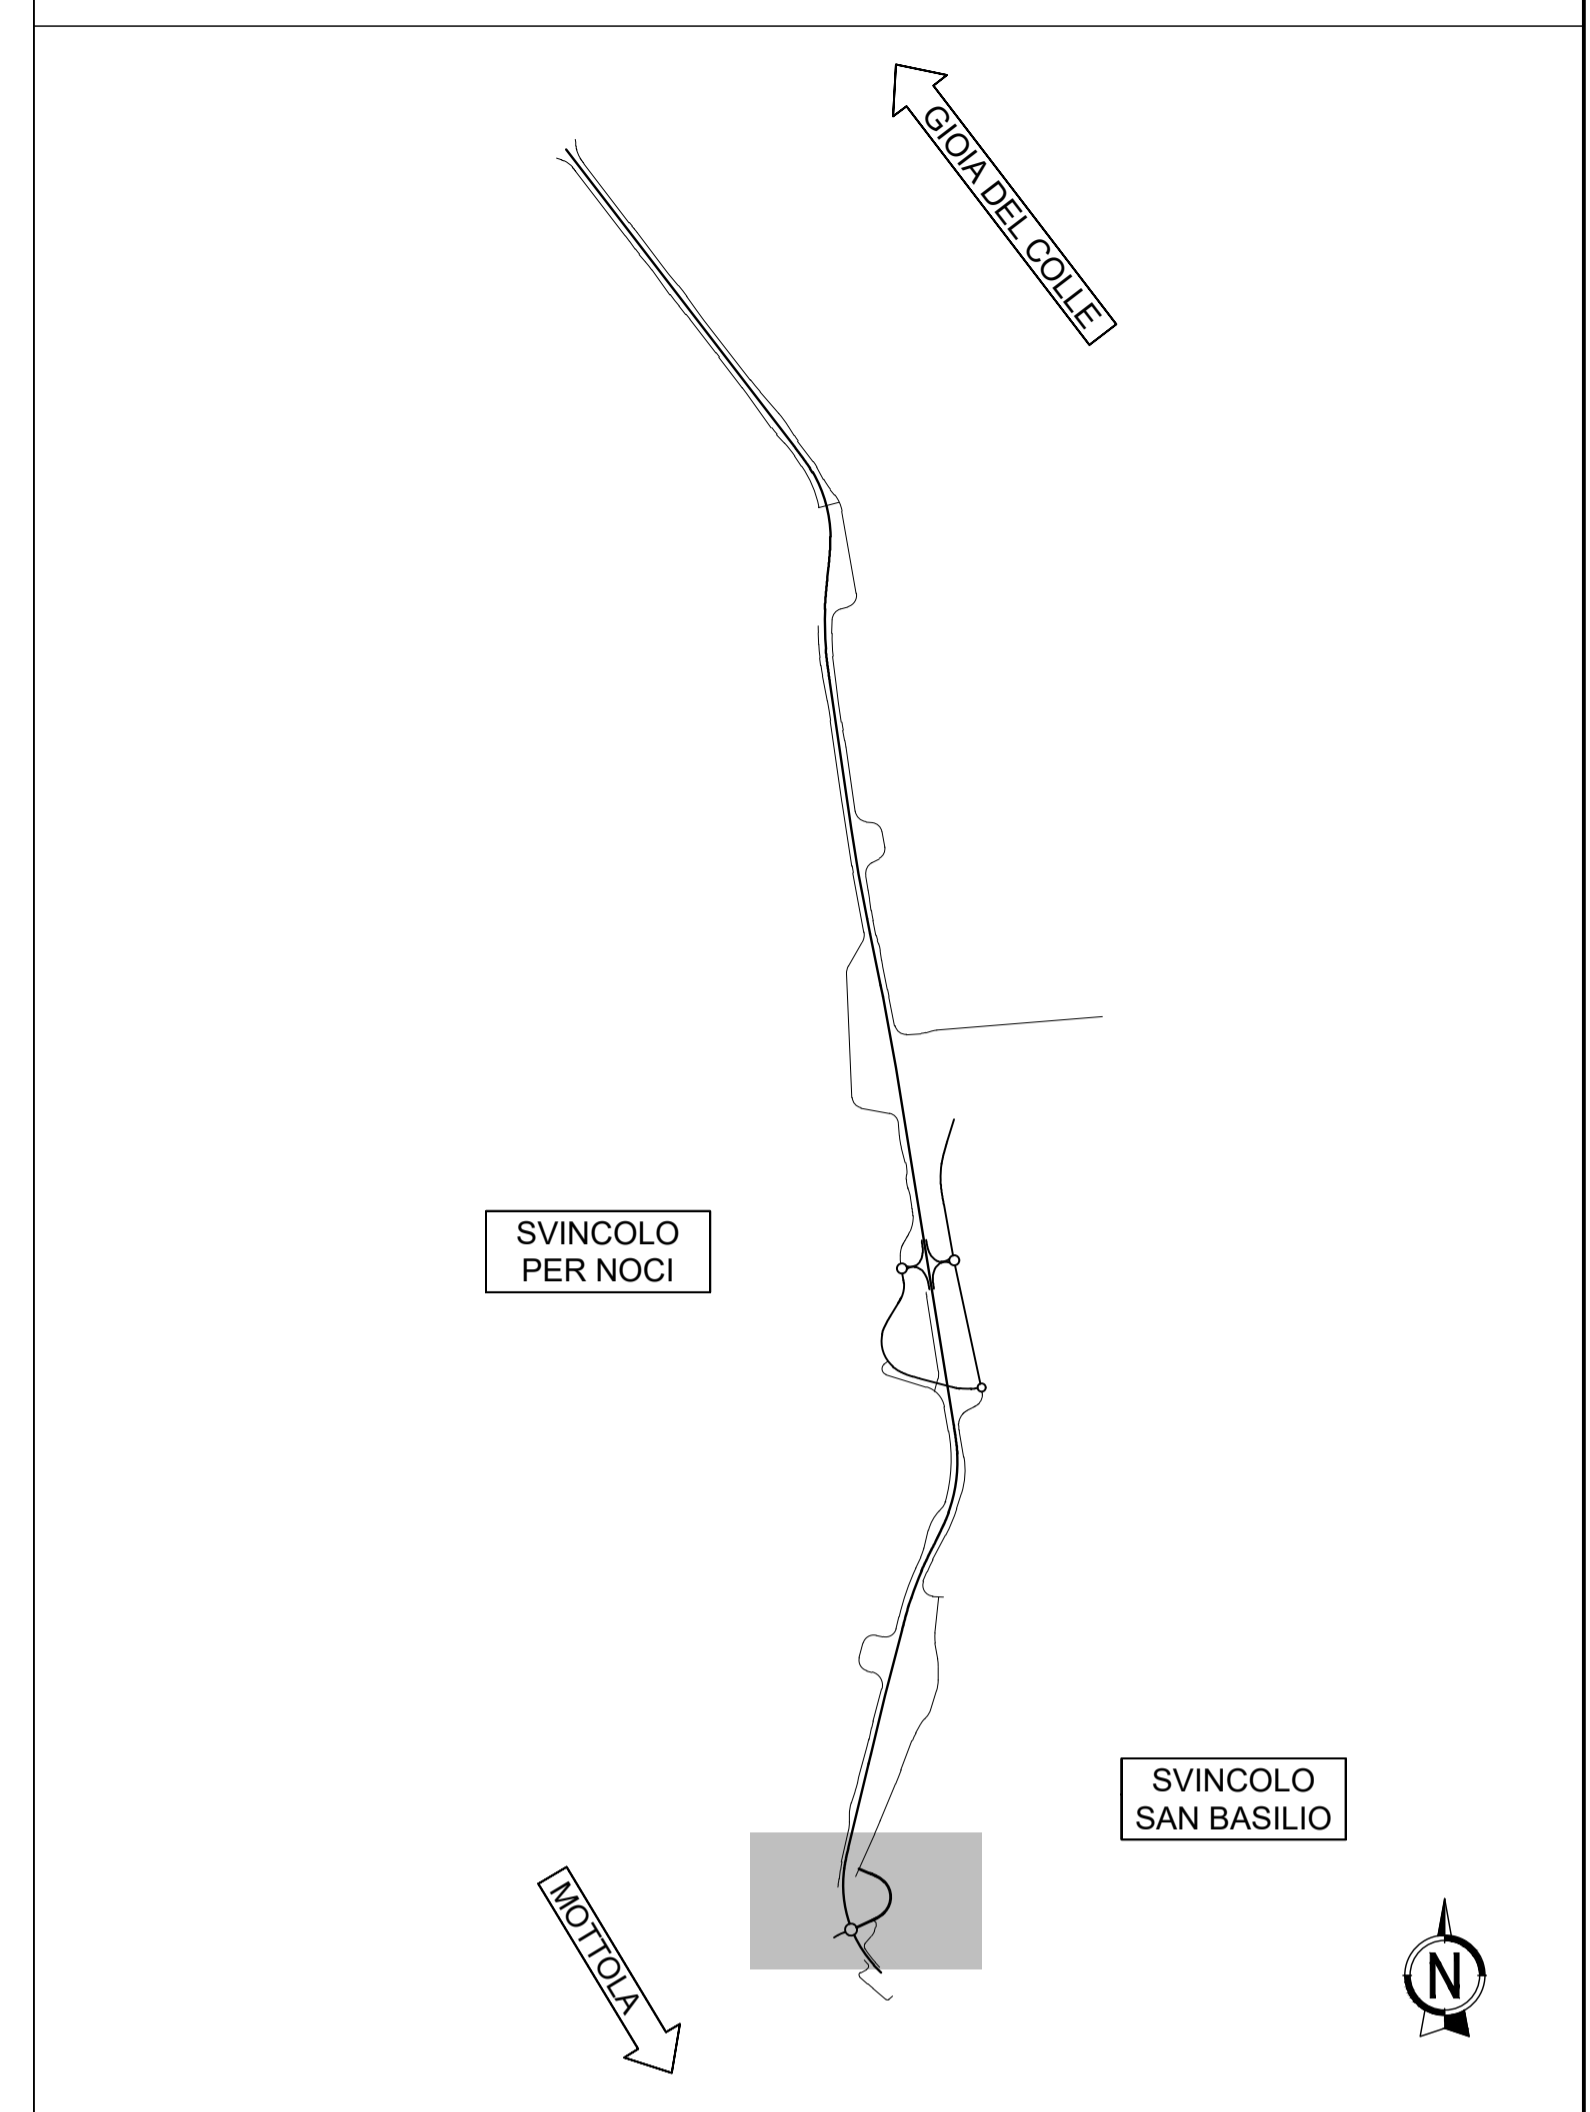 GIOIA DEL COLLE
SVINCOLO
PER NOCI
SVINCOLO
SAN BASILIO
MOTTOLA
N